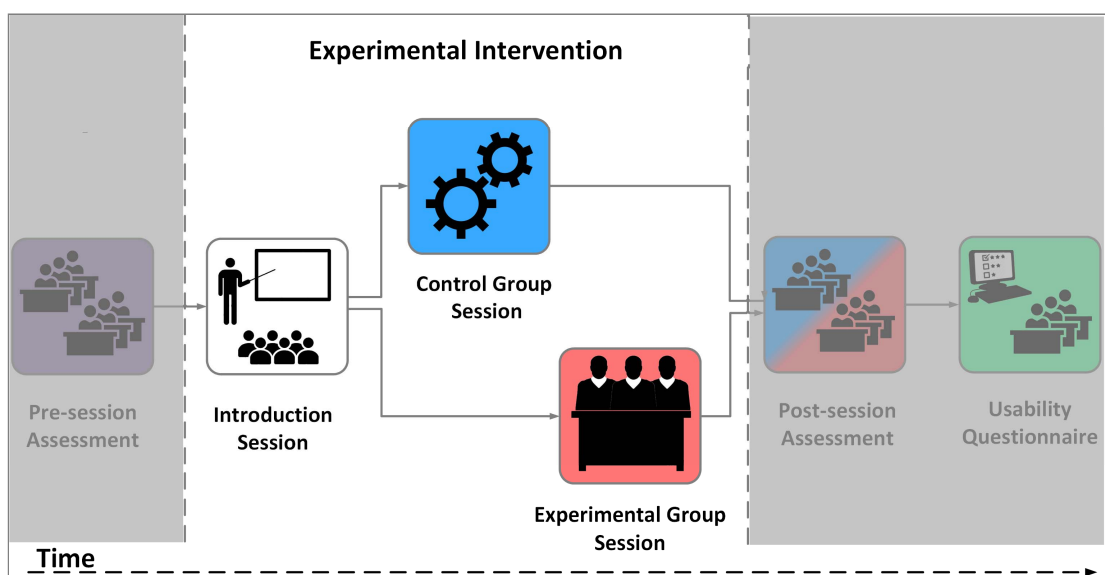 Experimental Intervention
Control Group
Session
Pre-session
Assessment
Introduction
Session
Post-session
Assessment
Usability
Questionnaire
Experimental Group
Session
Time